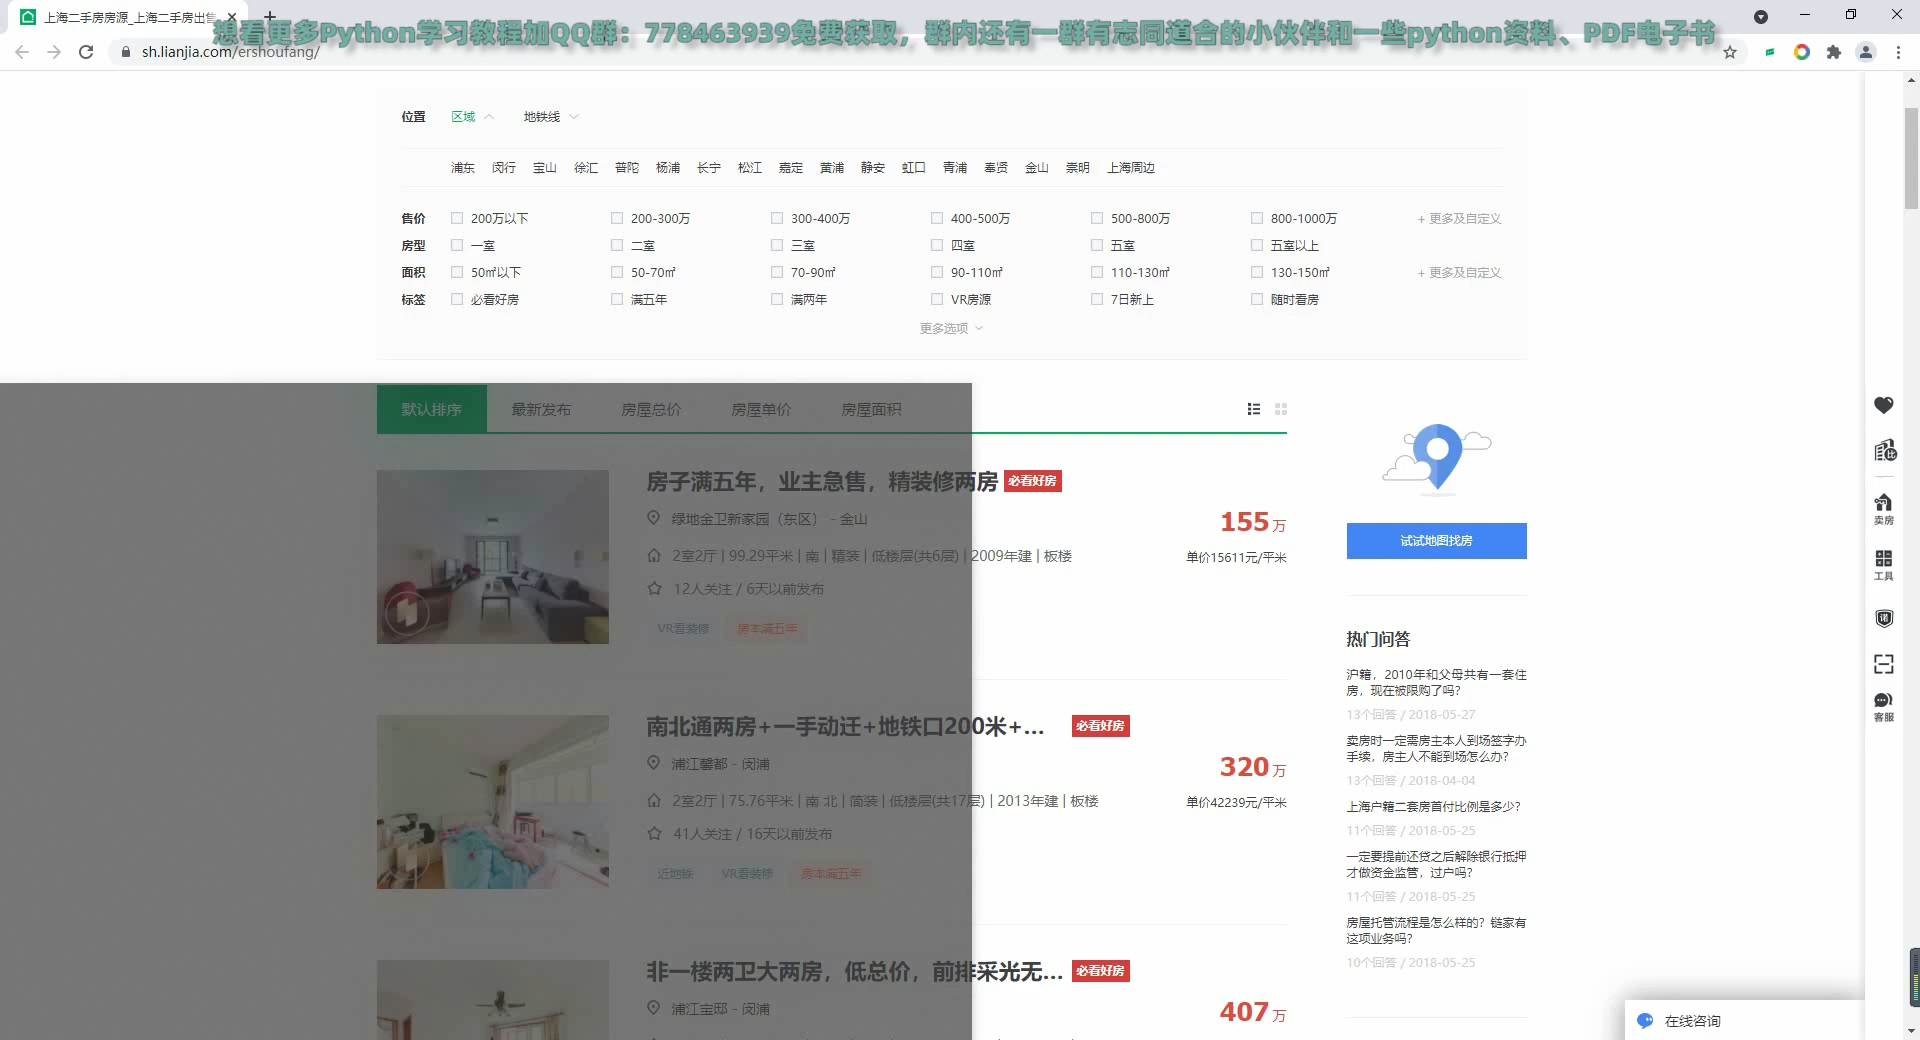 上海二手房房源_上海二手房出售
想看更多Python学习教程加QQ群：778463939免费获取，群内还有一群有志同道合的小伙伴和一些python资料、PDF电子书
sh.lianjia.com/ershoufang/
位置 区域 地铁线
浦东 闵行 宝山 徐汇 普陀 杨浦 长宁 松江 嘉定 黄浦 静安 虹口 青浦 奉贤 金山 崇明 上海周边
售价 200万以下 200-300万 300-400万 400-500万 500-800万 800-1000万 + 更多及自定义
房型 一室 二室 三室 四室 五室 五室以上
面积 50㎡以下 50-70㎡ 70-90㎡ 90-110㎡ 110-130㎡ 130-150㎡ + 更多及自定义
标签 必看好房 满五年 满两年 VR房源 7日新上 随时看房
更多选项
默认排序 最新发布 房屋总价 房屋单价 房屋面积
房子满五年，业主急售，精装修两房 必看好房
绿地金卫新家园（东区） - 金山
155万
2室2厅 | 99.29平米 | 南 | 精装 | 低楼层(共6层) | 2009年建 | 板楼
单价15611元/平米
12人关注 / 6天以前发布
VR看装修 房本满五年
南北通两房+一手动迁+地铁口200米+... 必看好房
浦江馨都 - 闵浦
320万
2室2厅 | 75.76平米 | 南 北 | 简装 | 低楼层(共17层) | 2013年建 | 板楼
单价42239元/平米
41人关注 / 16天以前发布
近地铁 VR看装修 房本满五年
非一楼两卫大两房，低总价，前排采光无... 必看好房
浦江宝邸 - 闵浦
407万
试试地图找房
热门问答
沪籍，2010年和父母共有一套住
房，现在被限购了吗？
13个回答 / 2018-05-27
卖房时一定需房主本人到场签字办
手续，房主人不能到场怎么办？
13个回答 / 2018-04-04
上海户籍二套房首付比例是多少？
11个回答 / 2018-05-25
一定要提前还贷之后解除银行抵押
才做资金监管，过户吗？
11个回答 / 2018-05-25
房屋托管流程是怎么样的？链家有
这项业务吗？
10个回答 / 2018-05-25
比
卖房
工具
诺
客服
在线咨询